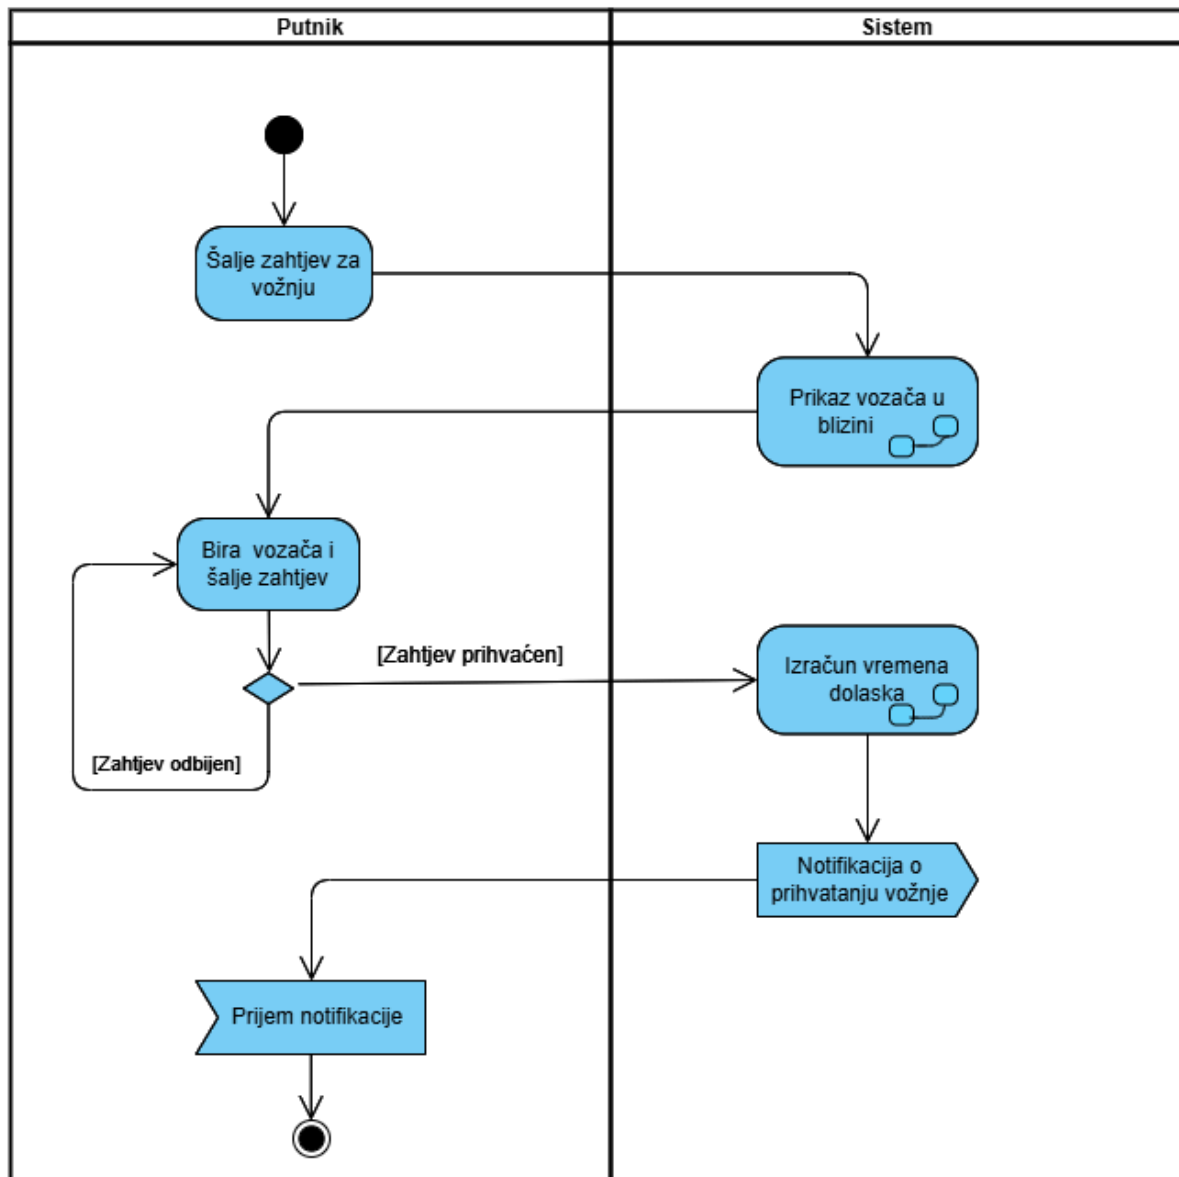 Putnik
Sistem
Šalje zahtjev za
vožnju
Prikaz vozača u
blizini
Bira vozača i
šalje zahtjev
[Zahtjev prihvaćen]
Izračun vremena
dolaska
[Zahtjev odbijen]
Notifikacija o
prihvatanju vožnje
Prijem notifikacije